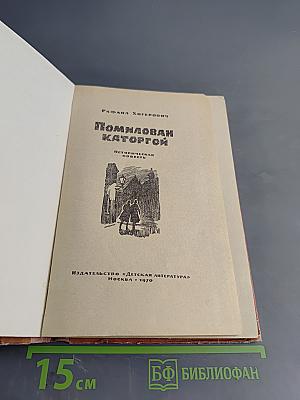 Рафаил Хигерович
Помилован
каторгой
Историческая
повесть
Издательство «Детская литература»
Москва • 1970
15 см
БФ БИБЛИОФАН